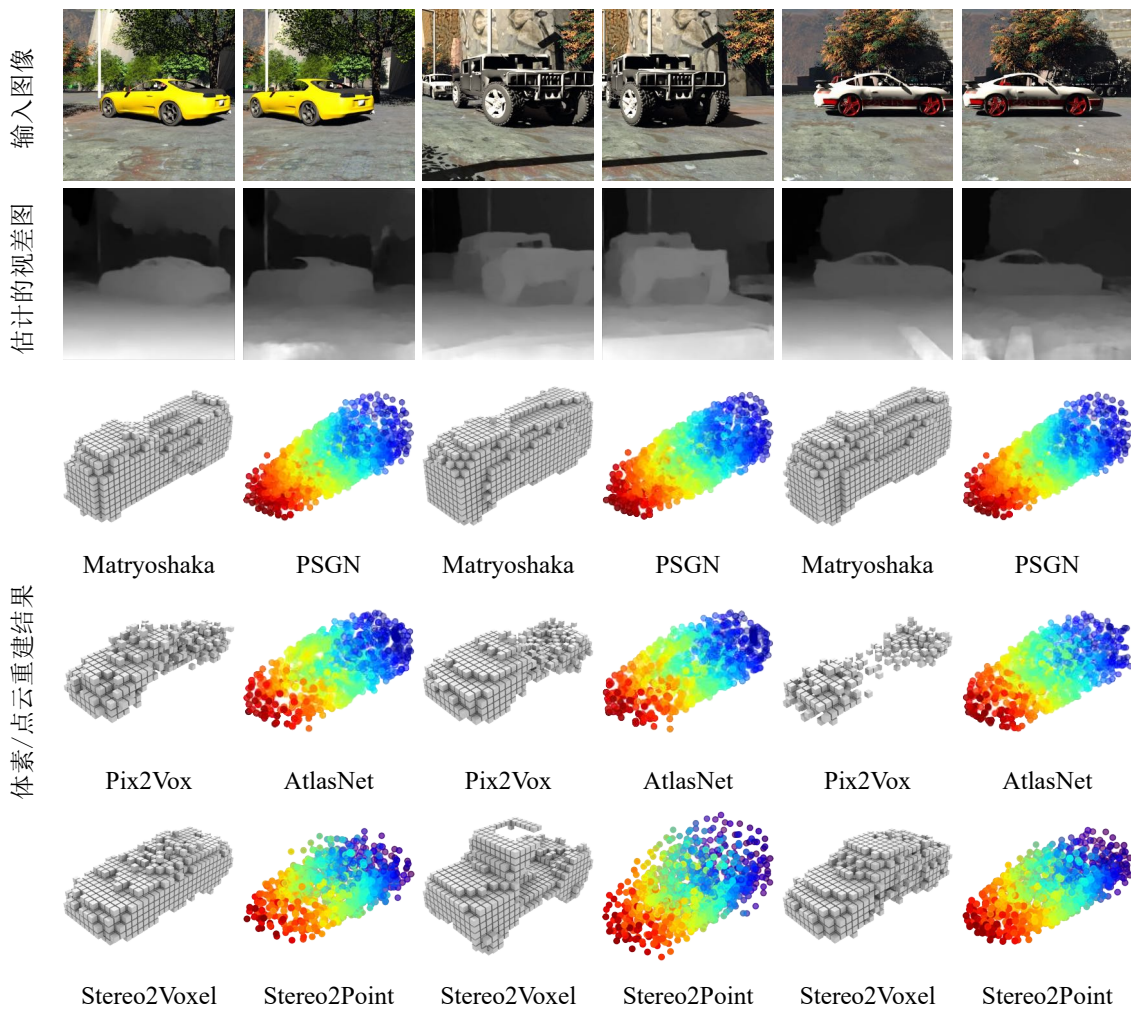 输入图像
估计的视差图
Matryoshaka PSGN Matryoshaka PSGN Matryoshaka PSGN
体素/点云重建结果
Pix2Vox AtlasNet Pix2Vox AtlasNet Pix2Vox AtlasNet
Stereo2Voxel Stereo2Point Stereo2Voxel Stereo2Point Stereo2Voxel Stereo2Point